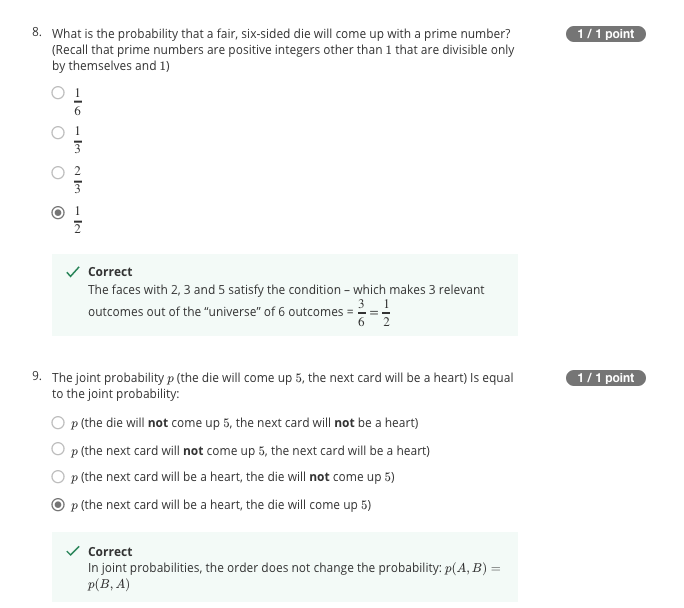 8. What is the probability that a fair, six-sided die will come up with a prime number?
1 / 1 point
(Recall that prime numbers are positive integers other than 1 that are divisible only
by themselves and 1)
1/6
1/3
2/3
1/2
Correct
The faces with 2, 3 and 5 satisfy the condition – which makes 3 relevant
outcomes out of the “universe” of 6 outcomes = 3/6 = 1/2
9. The joint probability p (the die will come up 5, the next card will be a heart) Is equal
1 / 1 point
to the joint probability:
p (the die will not come up 5, the next card will not be a heart)
p (the next card will not come up 5, the next card will be a heart)
p (the next card will be a heart, the die will not come up 5)
p (the next card will be a heart, the die will come up 5)
Correct
In joint probabilities, the order does not change the probability: p(A, B) =
p(B, A)